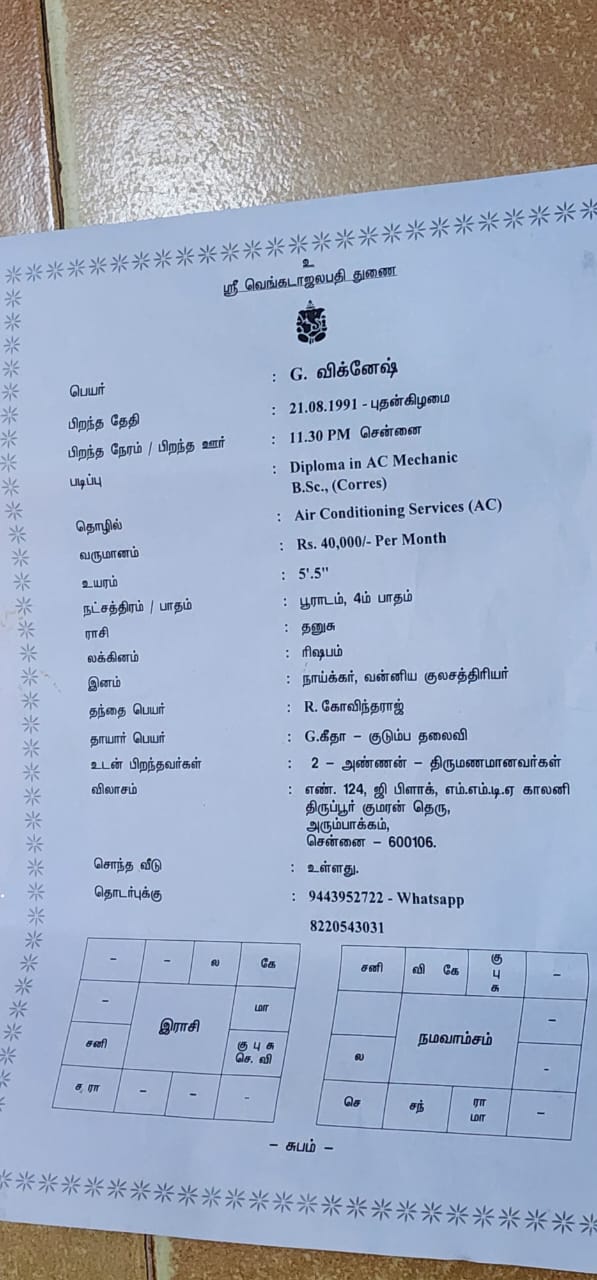 உ
ஸ்ரீ வெங்கடாஜலபதி துணை
பெயர் : G. விக்னேஷ்
பிறந்த தேதி : 21.08.1991 - புதன்கிழமை
பிறந்த நேரம் / பிறந்த ஊர் : 11.30 PM சென்னை
படிப்பு : Diploma in AC Mechanic
B.Sc., (Corres)
தொழில் : Air Conditioning Services (AC)
வருமானம் : Rs. 40,000/- Per Month
உயரம் : 5'.5"
நட்சத்திரம் / பாதம் : பூராடம், 4ம் பாதம்
ராசி : தனுசு
லக்கினம் : ரிஷபம்
இனம் : நாய்க்கர், வன்னிய குலசத்திரியர்
தந்தை பெயர் : R. கோவிந்தராஜ்
தாயார் பெயர் : G.கீதா – குடும்ப தலைவி
உடன் பிறந்தவர்கள் : 2 – அண்ணன் – திருமணமானவர்கள்
விலாசம் : எண். 124, ஜி பிளாக், எம்.எம்.டி.ஏ காலனி
திருப்பூர் குமரன் தெரு,
அரும்பாக்கம்,
சென்னை – 600106.
சொந்த வீடு : உள்ளது.
தொடர்புக்கு : 9443952722 - Whatsapp
8220543031
- - ல கே
- மா
இராசி
சனி குபுசு
செ. வி
ச, ரா - - -
சனி வி கே கு
பு
சு -
-
நமவாம்சம்
ல -
செ சந் ரா
மா -
– சுபம் –